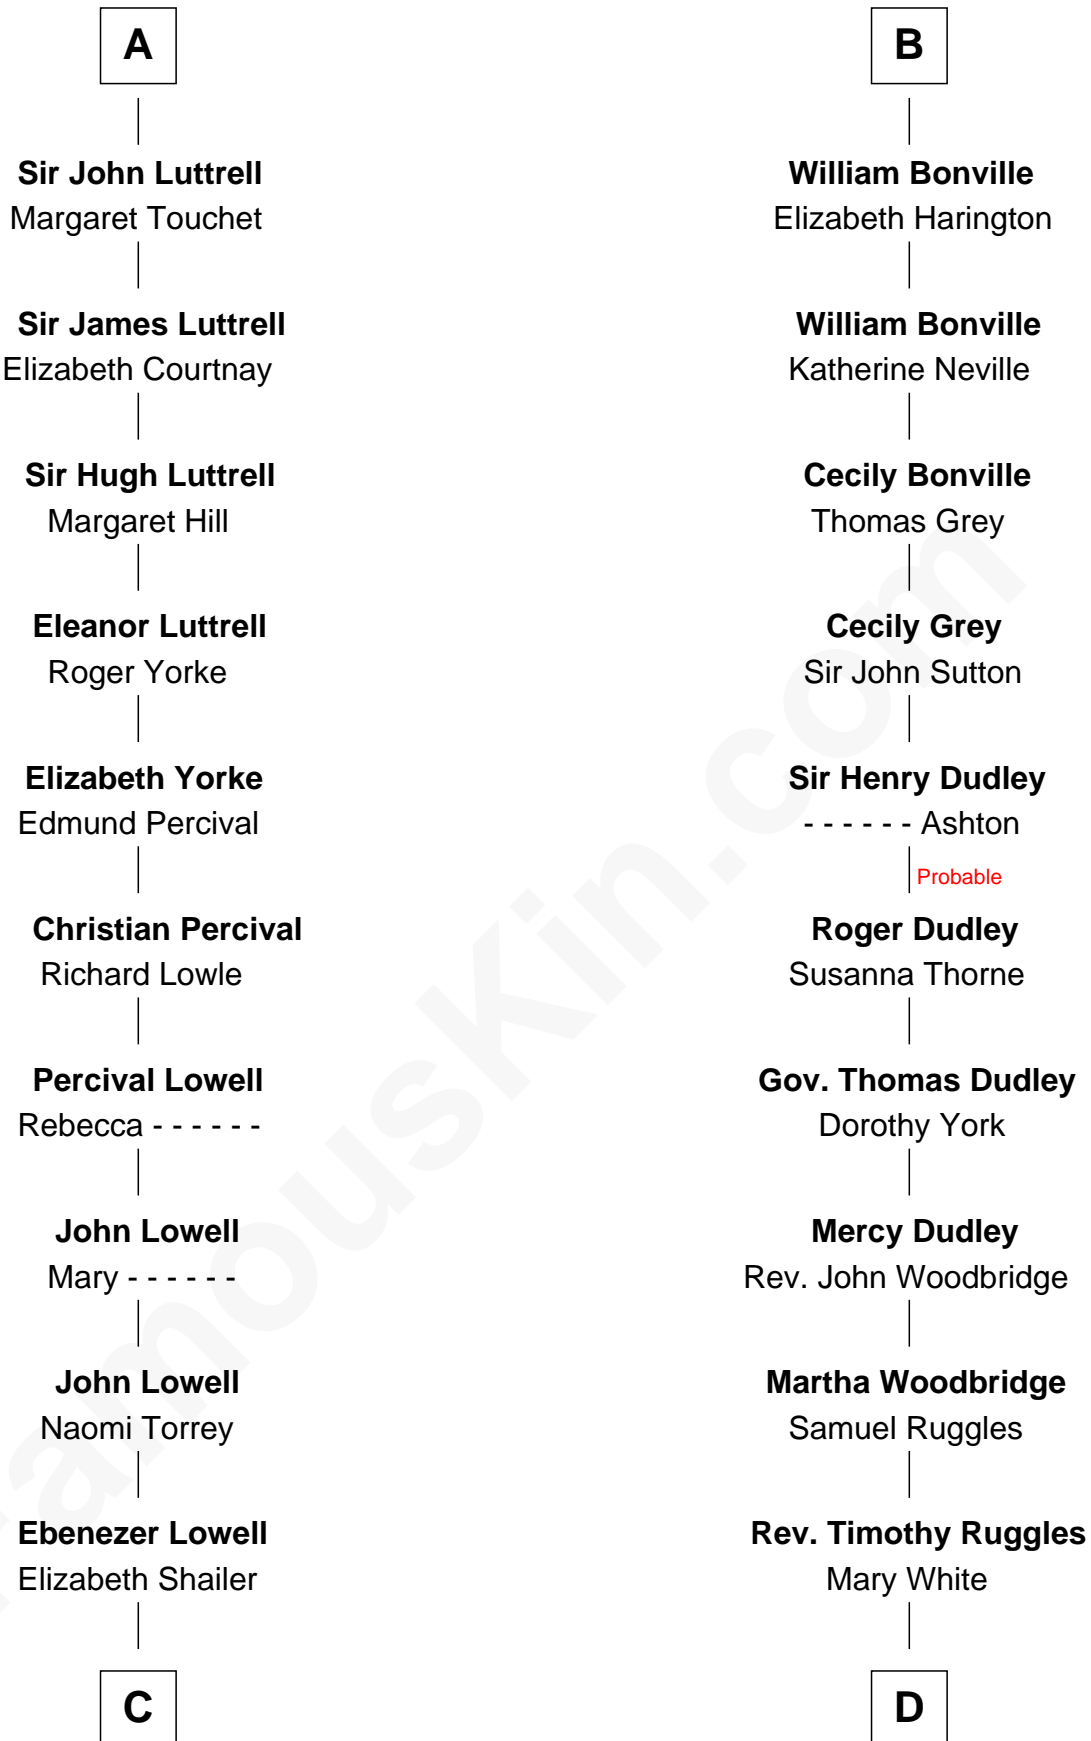 A
Sir John Luttrell
Margaret Touchet
Sir James Luttrell
Elizabeth Courtnay
Sir Hugh Luttrell
Margaret Hill
Eleanor Luttrell
Roger Yorke
Elizabeth Yorke
Edmund Percival
Christian Percival
Richard Lowle
Percival Lowell
Rebecca - - - - - -
John Lowell
Mary - - - - - -
John Lowell
Naomi Torrey
Ebenezer Lowell
Elizabeth Shailer
C
B
William Bonville
Elizabeth Harington
William Bonville
Katherine Neville
Cecily Bonville
Thomas Grey
Cecily Grey
Sir John Sutton
Sir Henry Dudley
- - - - - - Ashton
Probable
Roger Dudley
Susanna Thorne
Gov. Thomas Dudley
Dorothy York
Mercy Dudley
Rev. John Woodbridge
Martha Woodbridge
Samuel Ruggles
Rev. Timothy Ruggles
Mary White
D
FamousKin.com